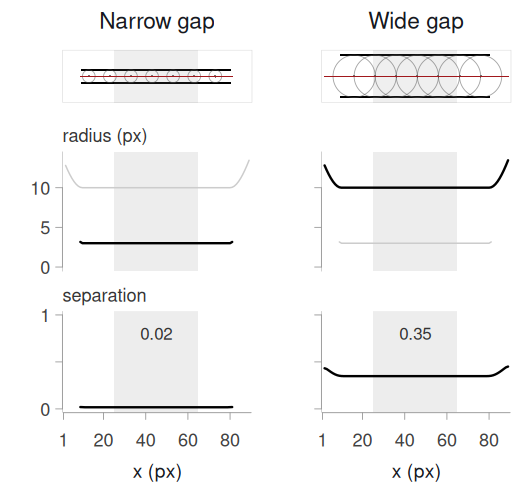 Narrow gap Wide gap
radius (px)
10
5
0
separation
1
0.02 0.35
0
1 20 40 60 80 1 20 40 60 80
x (px) x (px)